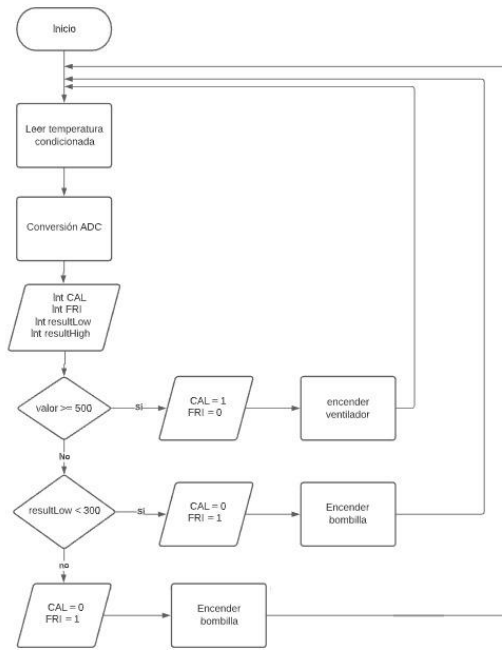 Inicio
Leer temperatura
condicionada
Conversión ADC
Int CAL
Int FRI
Int resultLow
Int resultHigh
valor >= 500
Si
CAL = 1
FRI = 0
encender
ventilador
No
resultLow < 300
Si
CAL = 0
FRI = 1
Encender
bombilla
no
CAL = 0
FRI = 1
Encender
bombilla